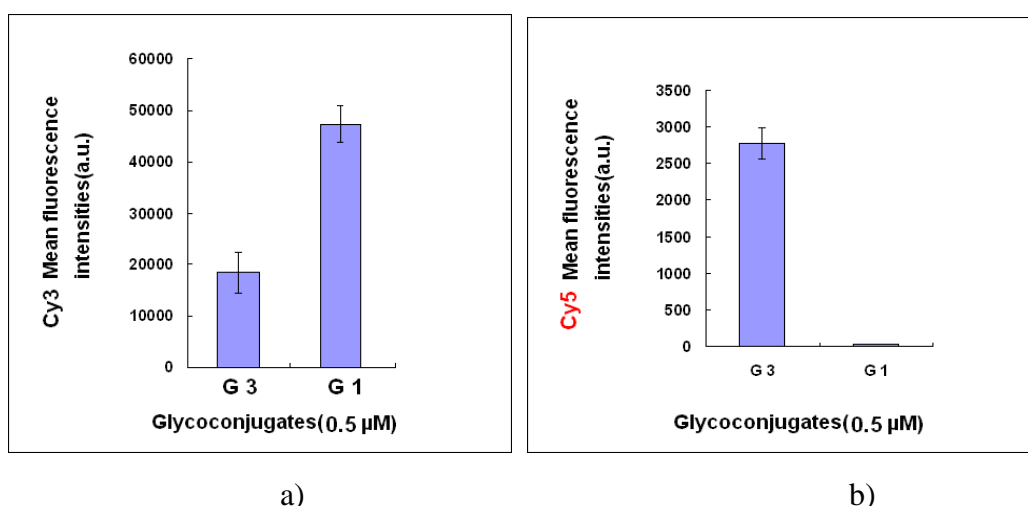 60000
50000
40000
30000
20000
10000
0
Cy3 Mean fluorescence
intensities(a.u.)
G 3
G 1
Glycoconjugates(0.5 µM)
a)
3500
3000
2500
2000
1500
1000
500
0
Cy5 Mean fluorescence
intensities(a.u.)
G 3
G 1
Glycoconjugates(0.5 µM)
b)